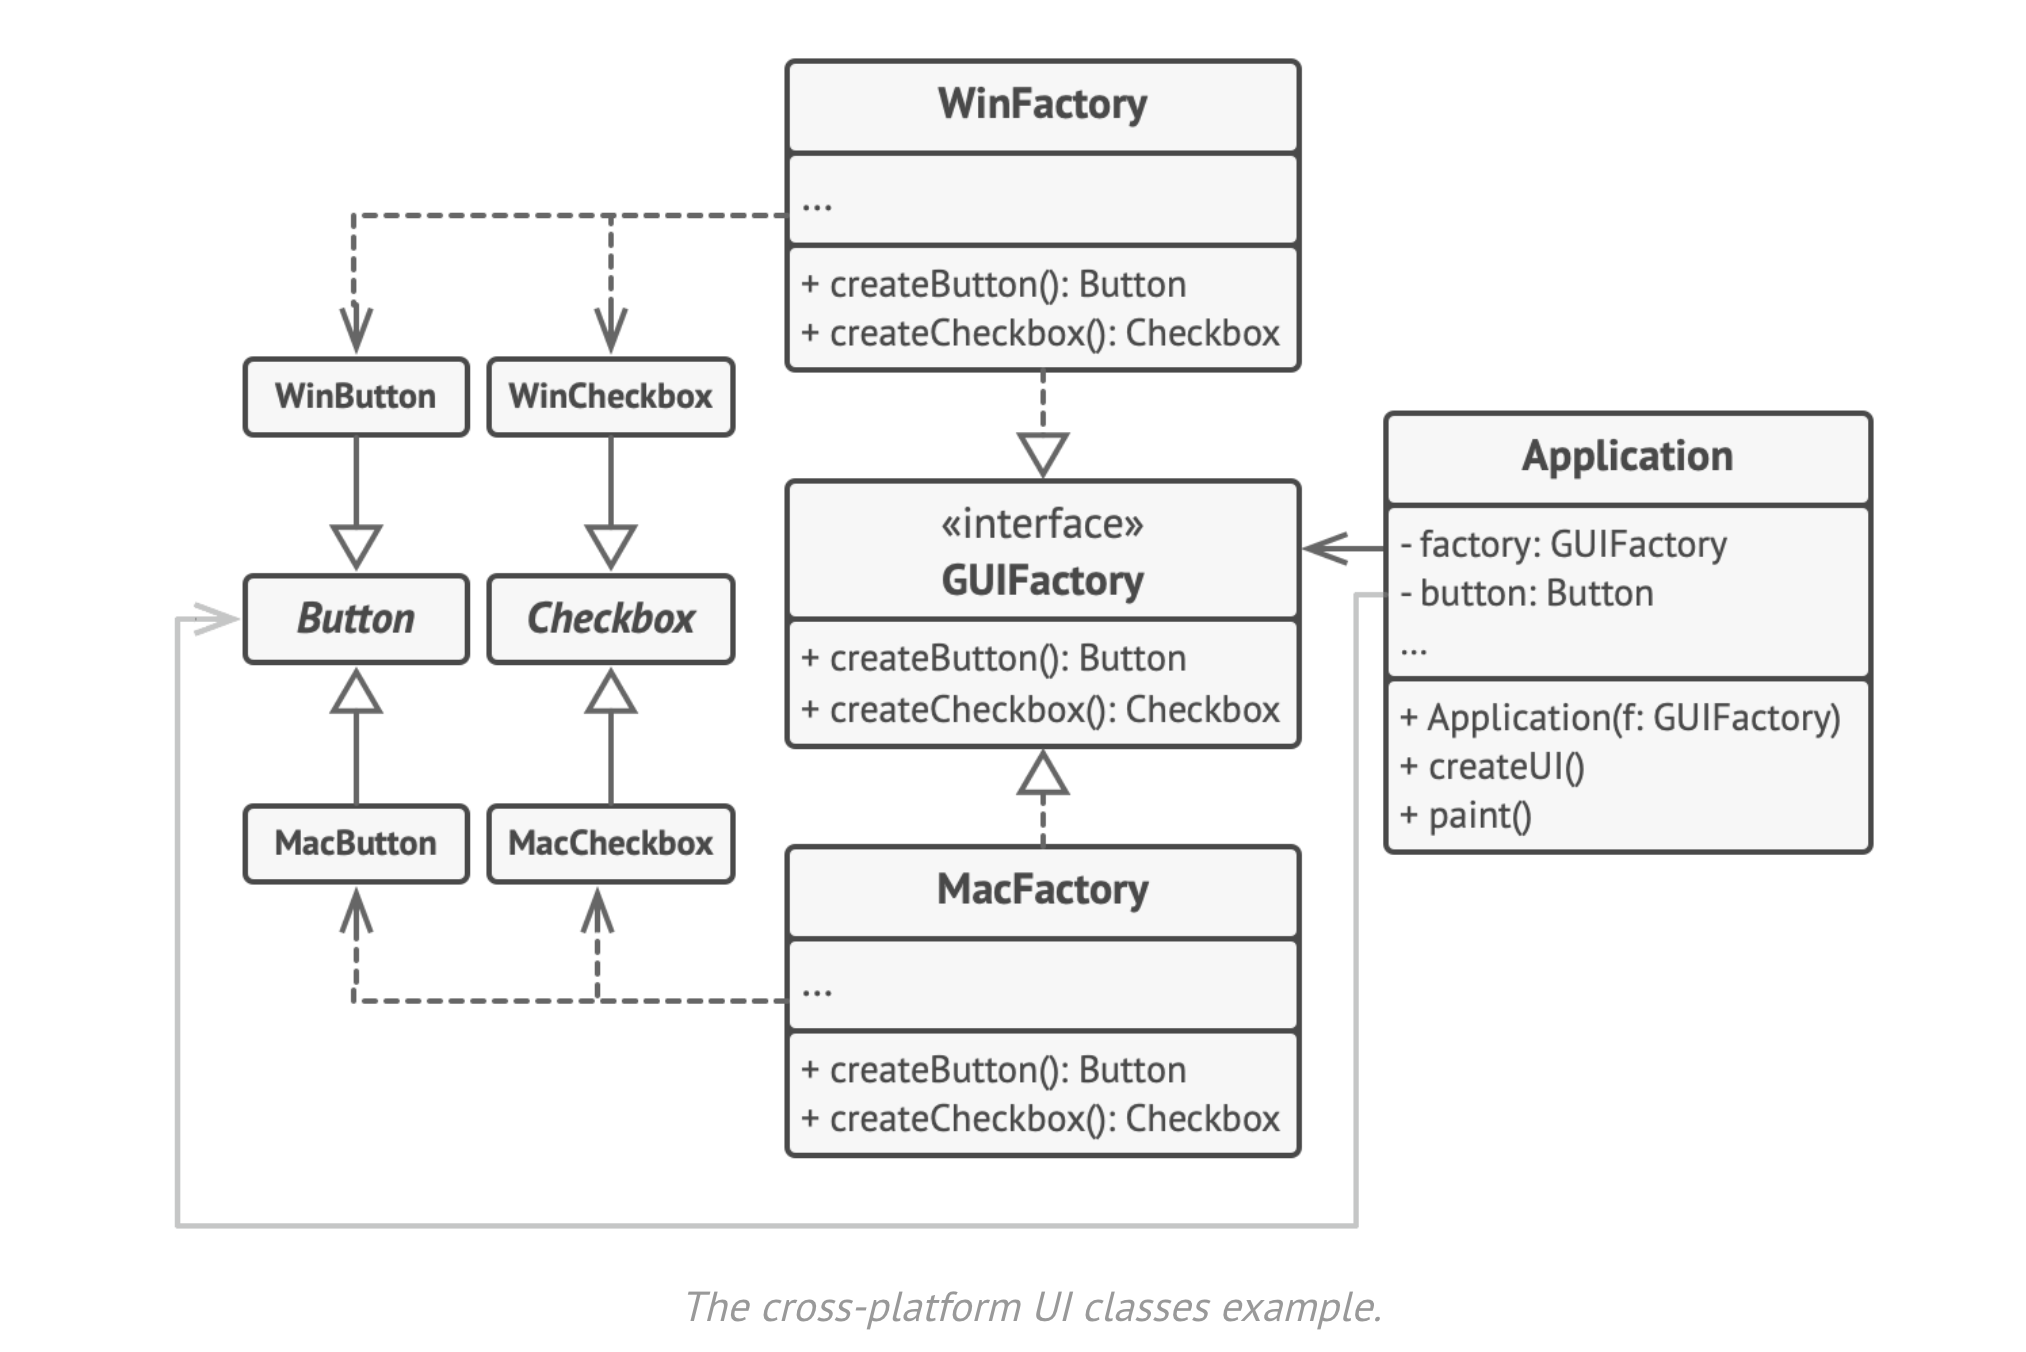 WinFactory
...
+ createButton(): Button
+ createCheckbox(): Checkbox
WinButton
WinCheckbox
Button
Checkbox
MacButton
MacCheckbox
«interface»
GUIFactory
+ createButton(): Button
+ createCheckbox(): Checkbox
Application
- factory: GUIFactory
- button: Button
...
+ Application(f: GUIFactory)
+ createUI()
+ paint()
MacFactory
...
+ createButton(): Button
+ createCheckbox(): Checkbox
The cross-platform UI classes example.